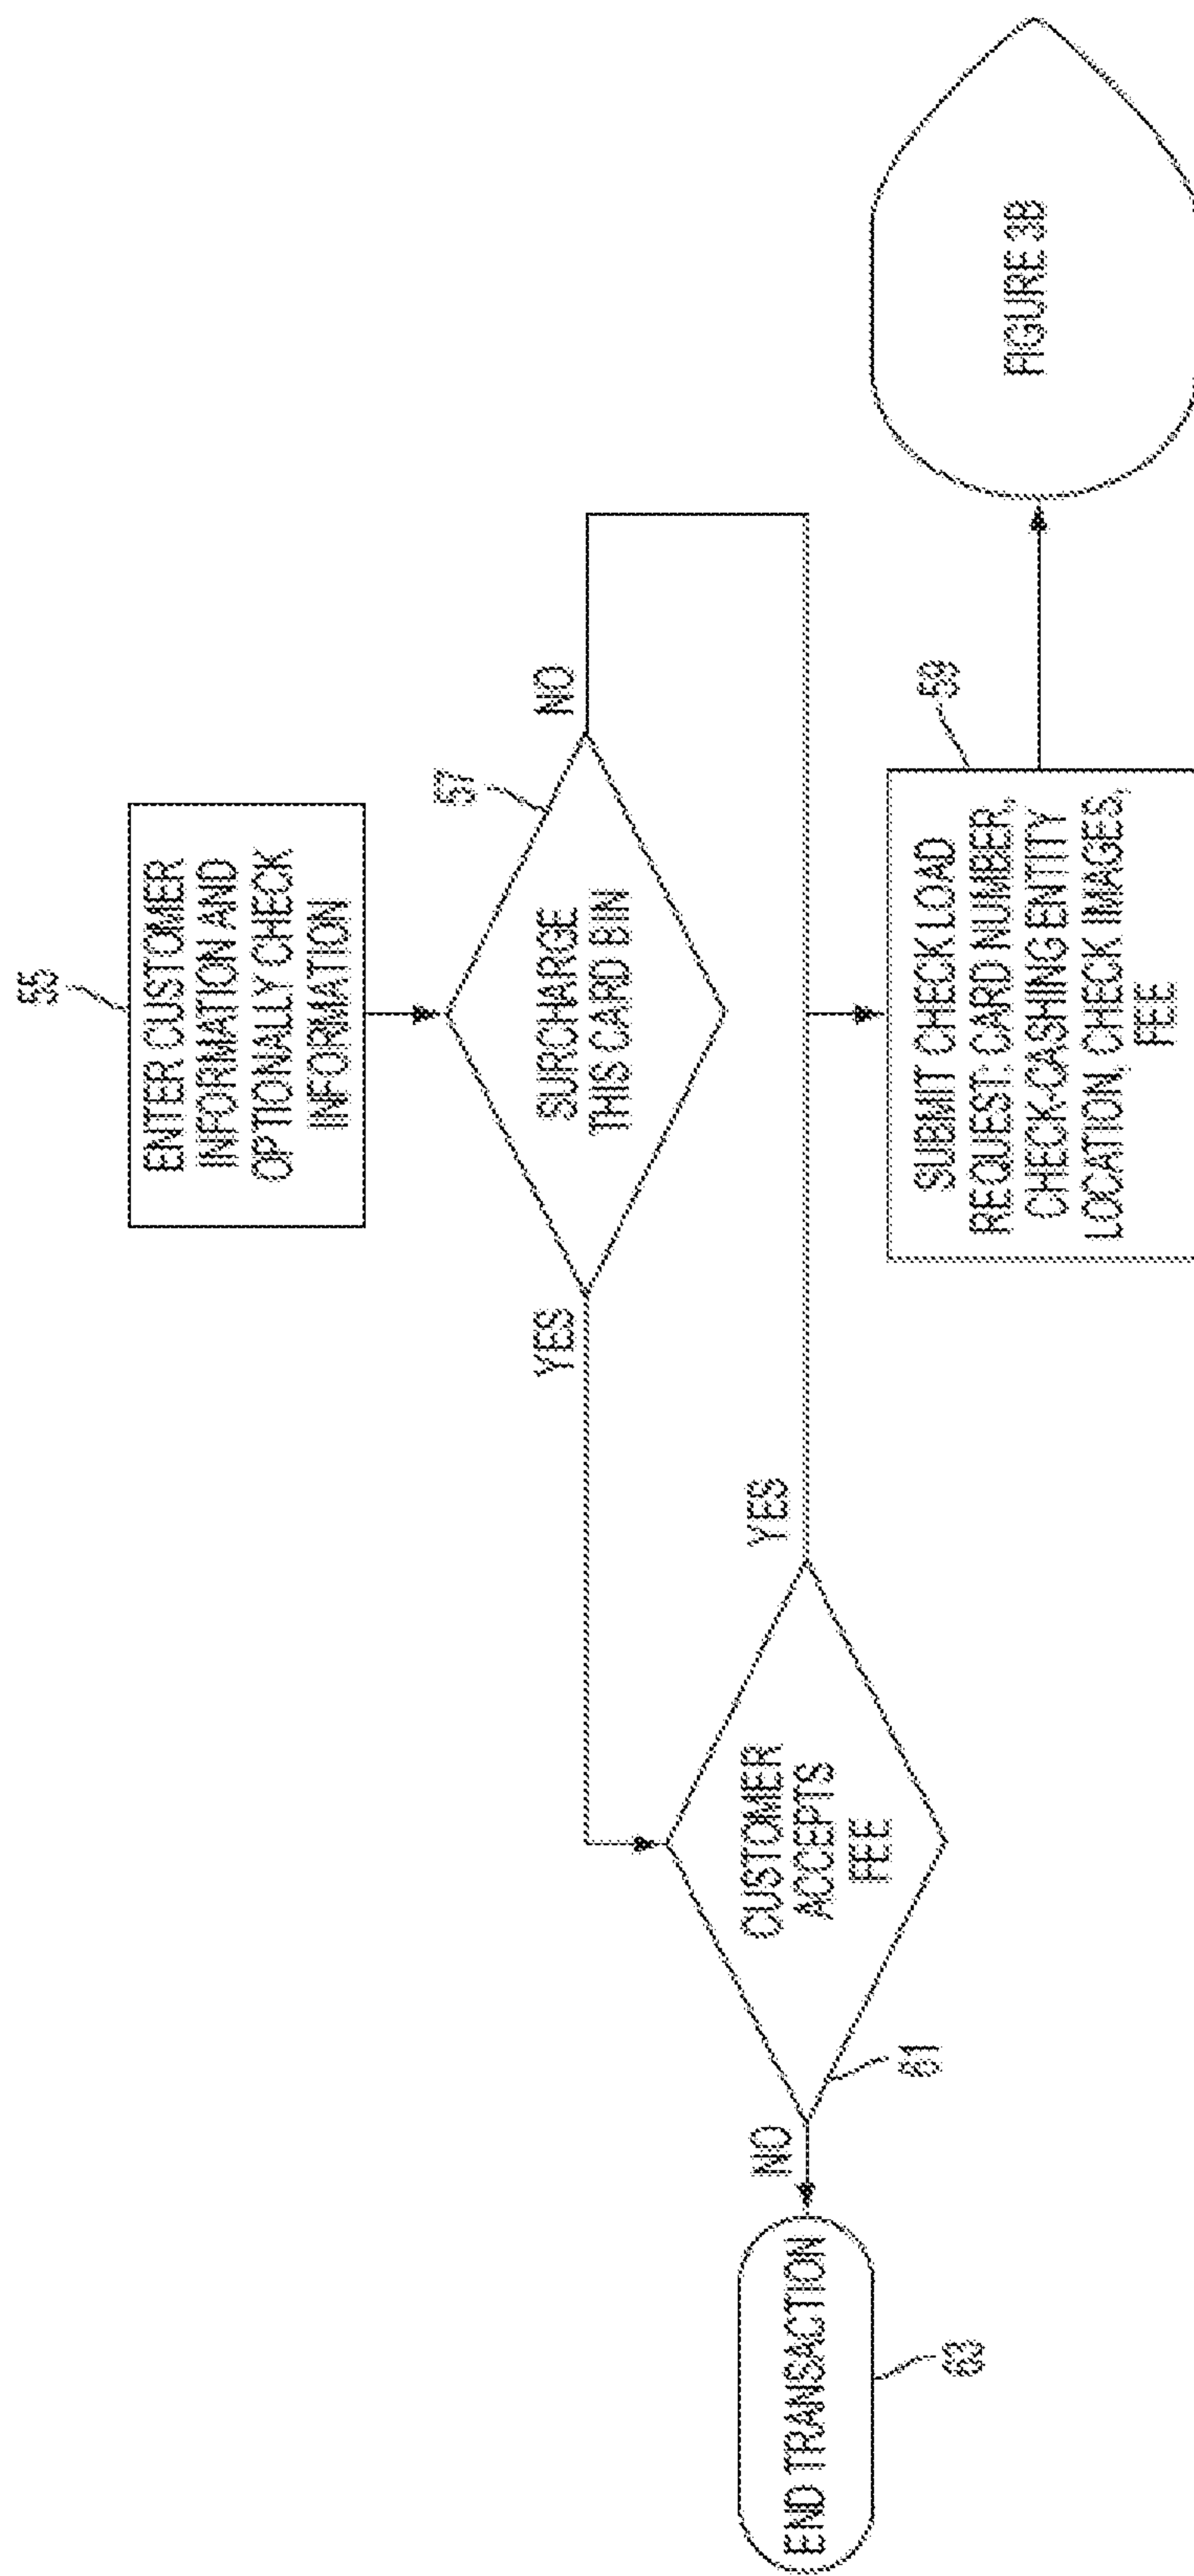 55
ENTER CUSTOMER
INFORMATION AND
OPTIONALLY CHECK
INFORMATION
57
SURCHARGE
THIS CARD BIN
YES
NO
CUSTOMER
ACCEPTS
FEE
61
NO
YES
END TRANSACTION
63
59
SUBMIT CHECK LOAD
REQUEST: CARD NUMBER,
CHECK-CASHING ENTITY
LOCATION, CHECK IMAGES,
FEE
FIGURE 3B